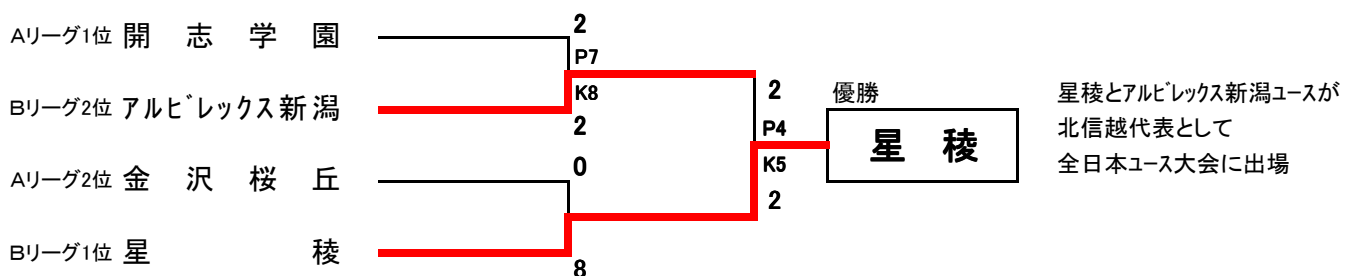 Aリーグ1位 開志学園
2
P7
Bリーグ2位 アルビレックス新潟
K8
2
Aリーグ2位 金沢桜丘
0
Bリーグ1位 星稜
8
2
P4
K5
2
優勝
星稜
星稜とアルビレックス新潟ユースが
北信越代表として
全日本ユース大会に出場